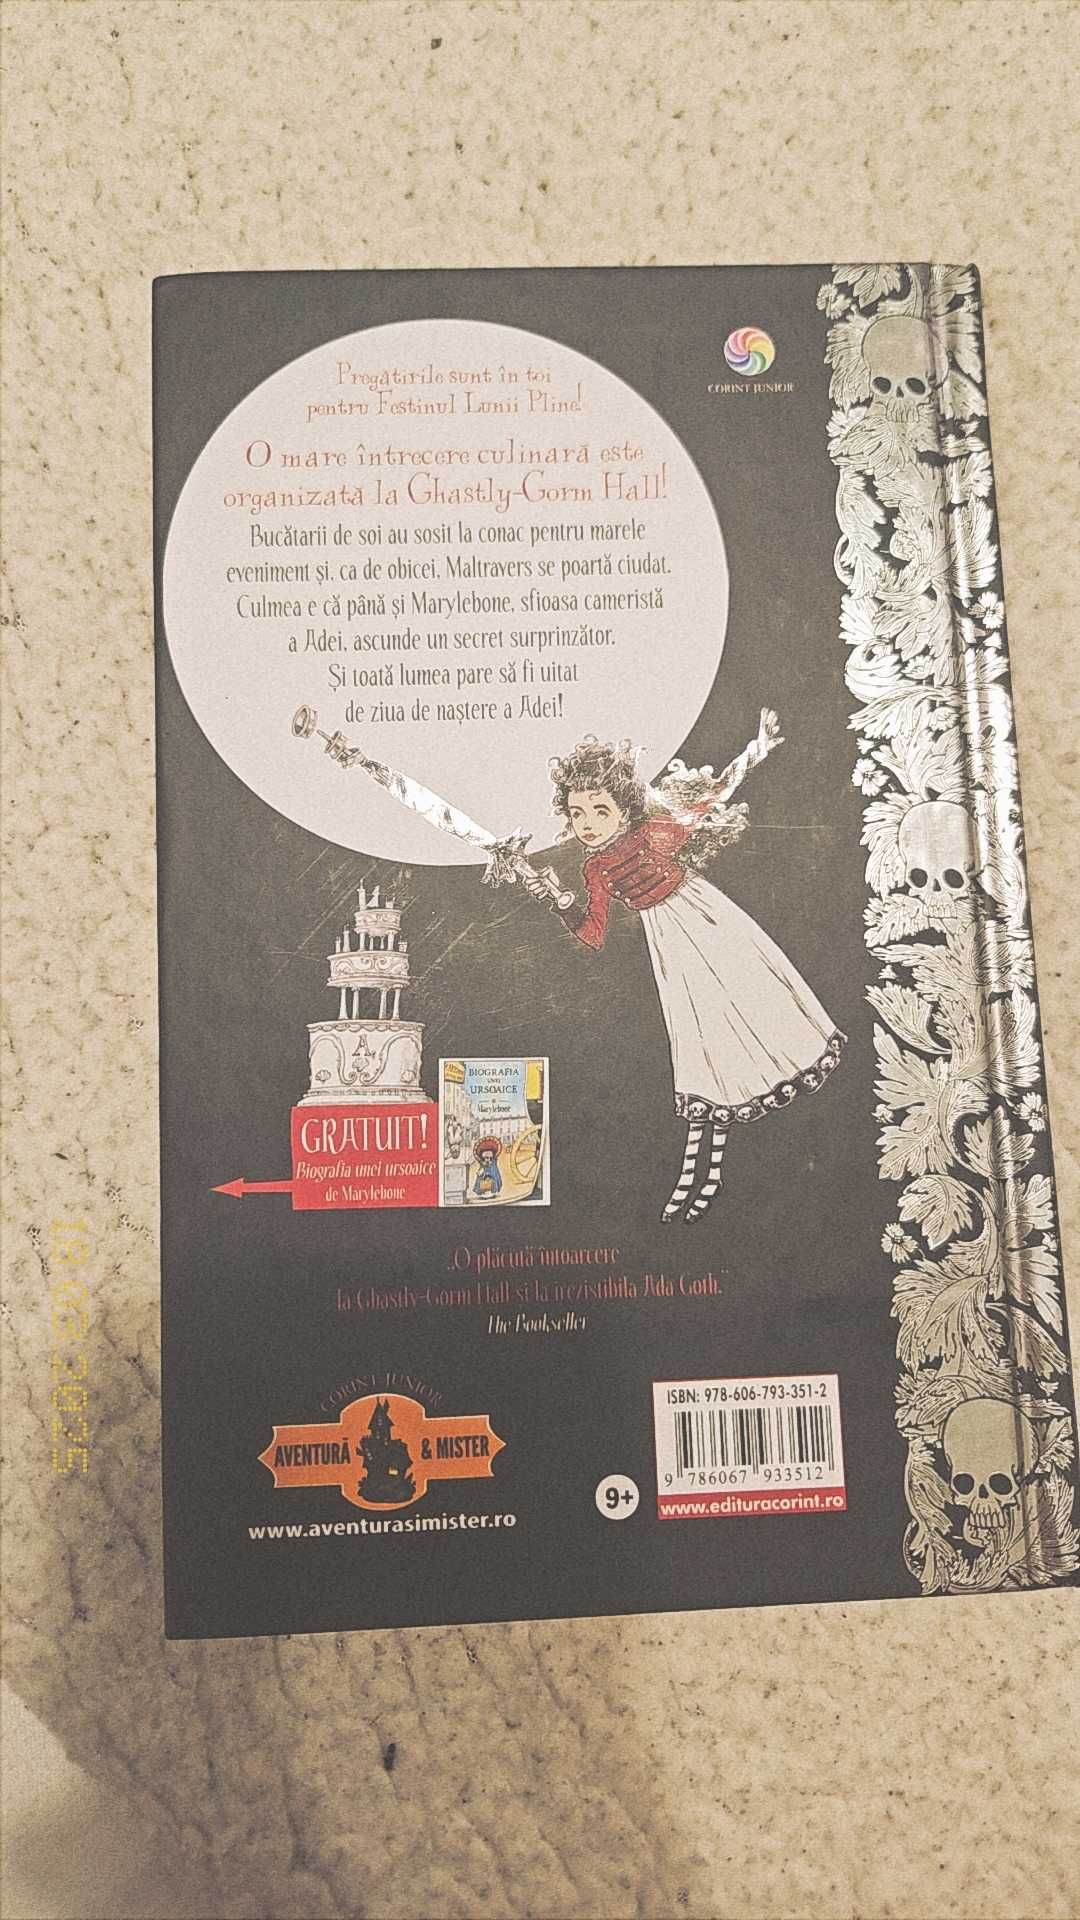 CORINT JUNIOR
Pregătirile sunt în toi
pentru Festinul Lunii Pline!
O mare întrecere culinară este
organizată la Ghastly-Gorm Hall!
Bucătarii de soi au sosit la conac pentru marele
eveniment și, ca de obicei, Maltravers se poartă ciudat.
Culmea e că până și Marylebone, sfioasa cameristă
a Adei, ascunde un secret surprinzător.
Și toată lumea pare să fi uitat
de ziua de naștere a Adei!
A
BIOGRAFIA
UNEI
URSOAICE
Marylebone
GRATUIT!
Biografia unei ursoaice
de Marylebone
„O plăcută întoarcere
la Ghastly-Gorm Hall și la irezistibila Ada Goth.”
The Bookseller
CORINT JUNIOR
AVENTURĂ & MISTER
www.aventurasimister.ro
9+
ISBN: 978-606-793-351-2
9 786067 933512
www.edituracorint.ro
18 03 2025